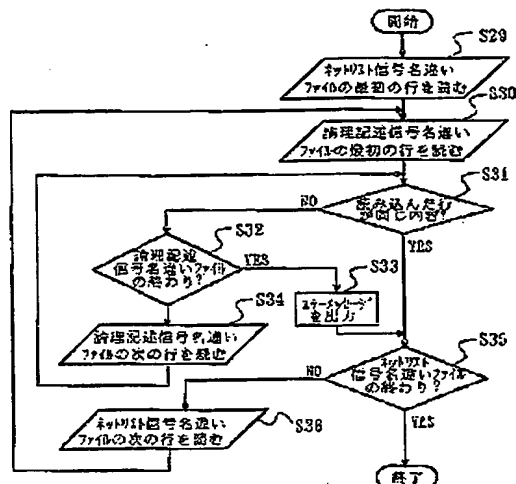 開始
S29
ネットリスト信号名違い
ファイルの最初の行を読む
S30
論理記述信号名違い
ファイルの最初の行を読む
S31
読み込んだ行
が同じ内容?
NO
YES
S32
論理記述
信号名違いファイル
の終わり?
YES
S33
エラーメッセージ
を出力
S34
論理記述信号名違い
ファイルの次の行を読む
S35
ネットリスト
信号名違いファイル
の終わり?
NO
YES
S36
ネットリスト信号名違い
ファイルの次の行を読む
終了